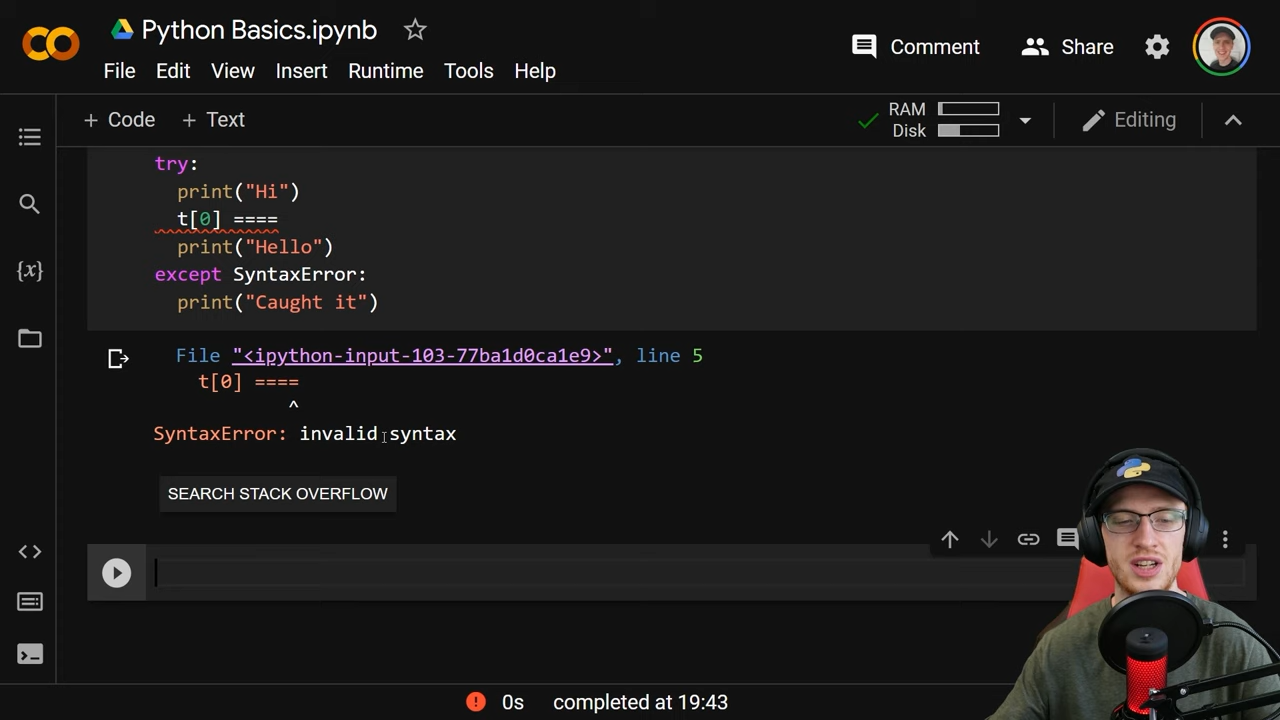 Python Basics.ipynb
Comment
Share
File Edit View Insert Runtime Tools Help
+ Code + Text
RAM
Disk
Editing
try:
print("Hi")
t[0] ====
print("Hello")
except SyntaxError:
print("Caught it")
File "<ipython-input-103-77ba1d0ca1e9>", line 5
t[0] ====
^
SyntaxError: invalid syntax
SEARCH STACK OVERFLOW
0s completed at 19:43